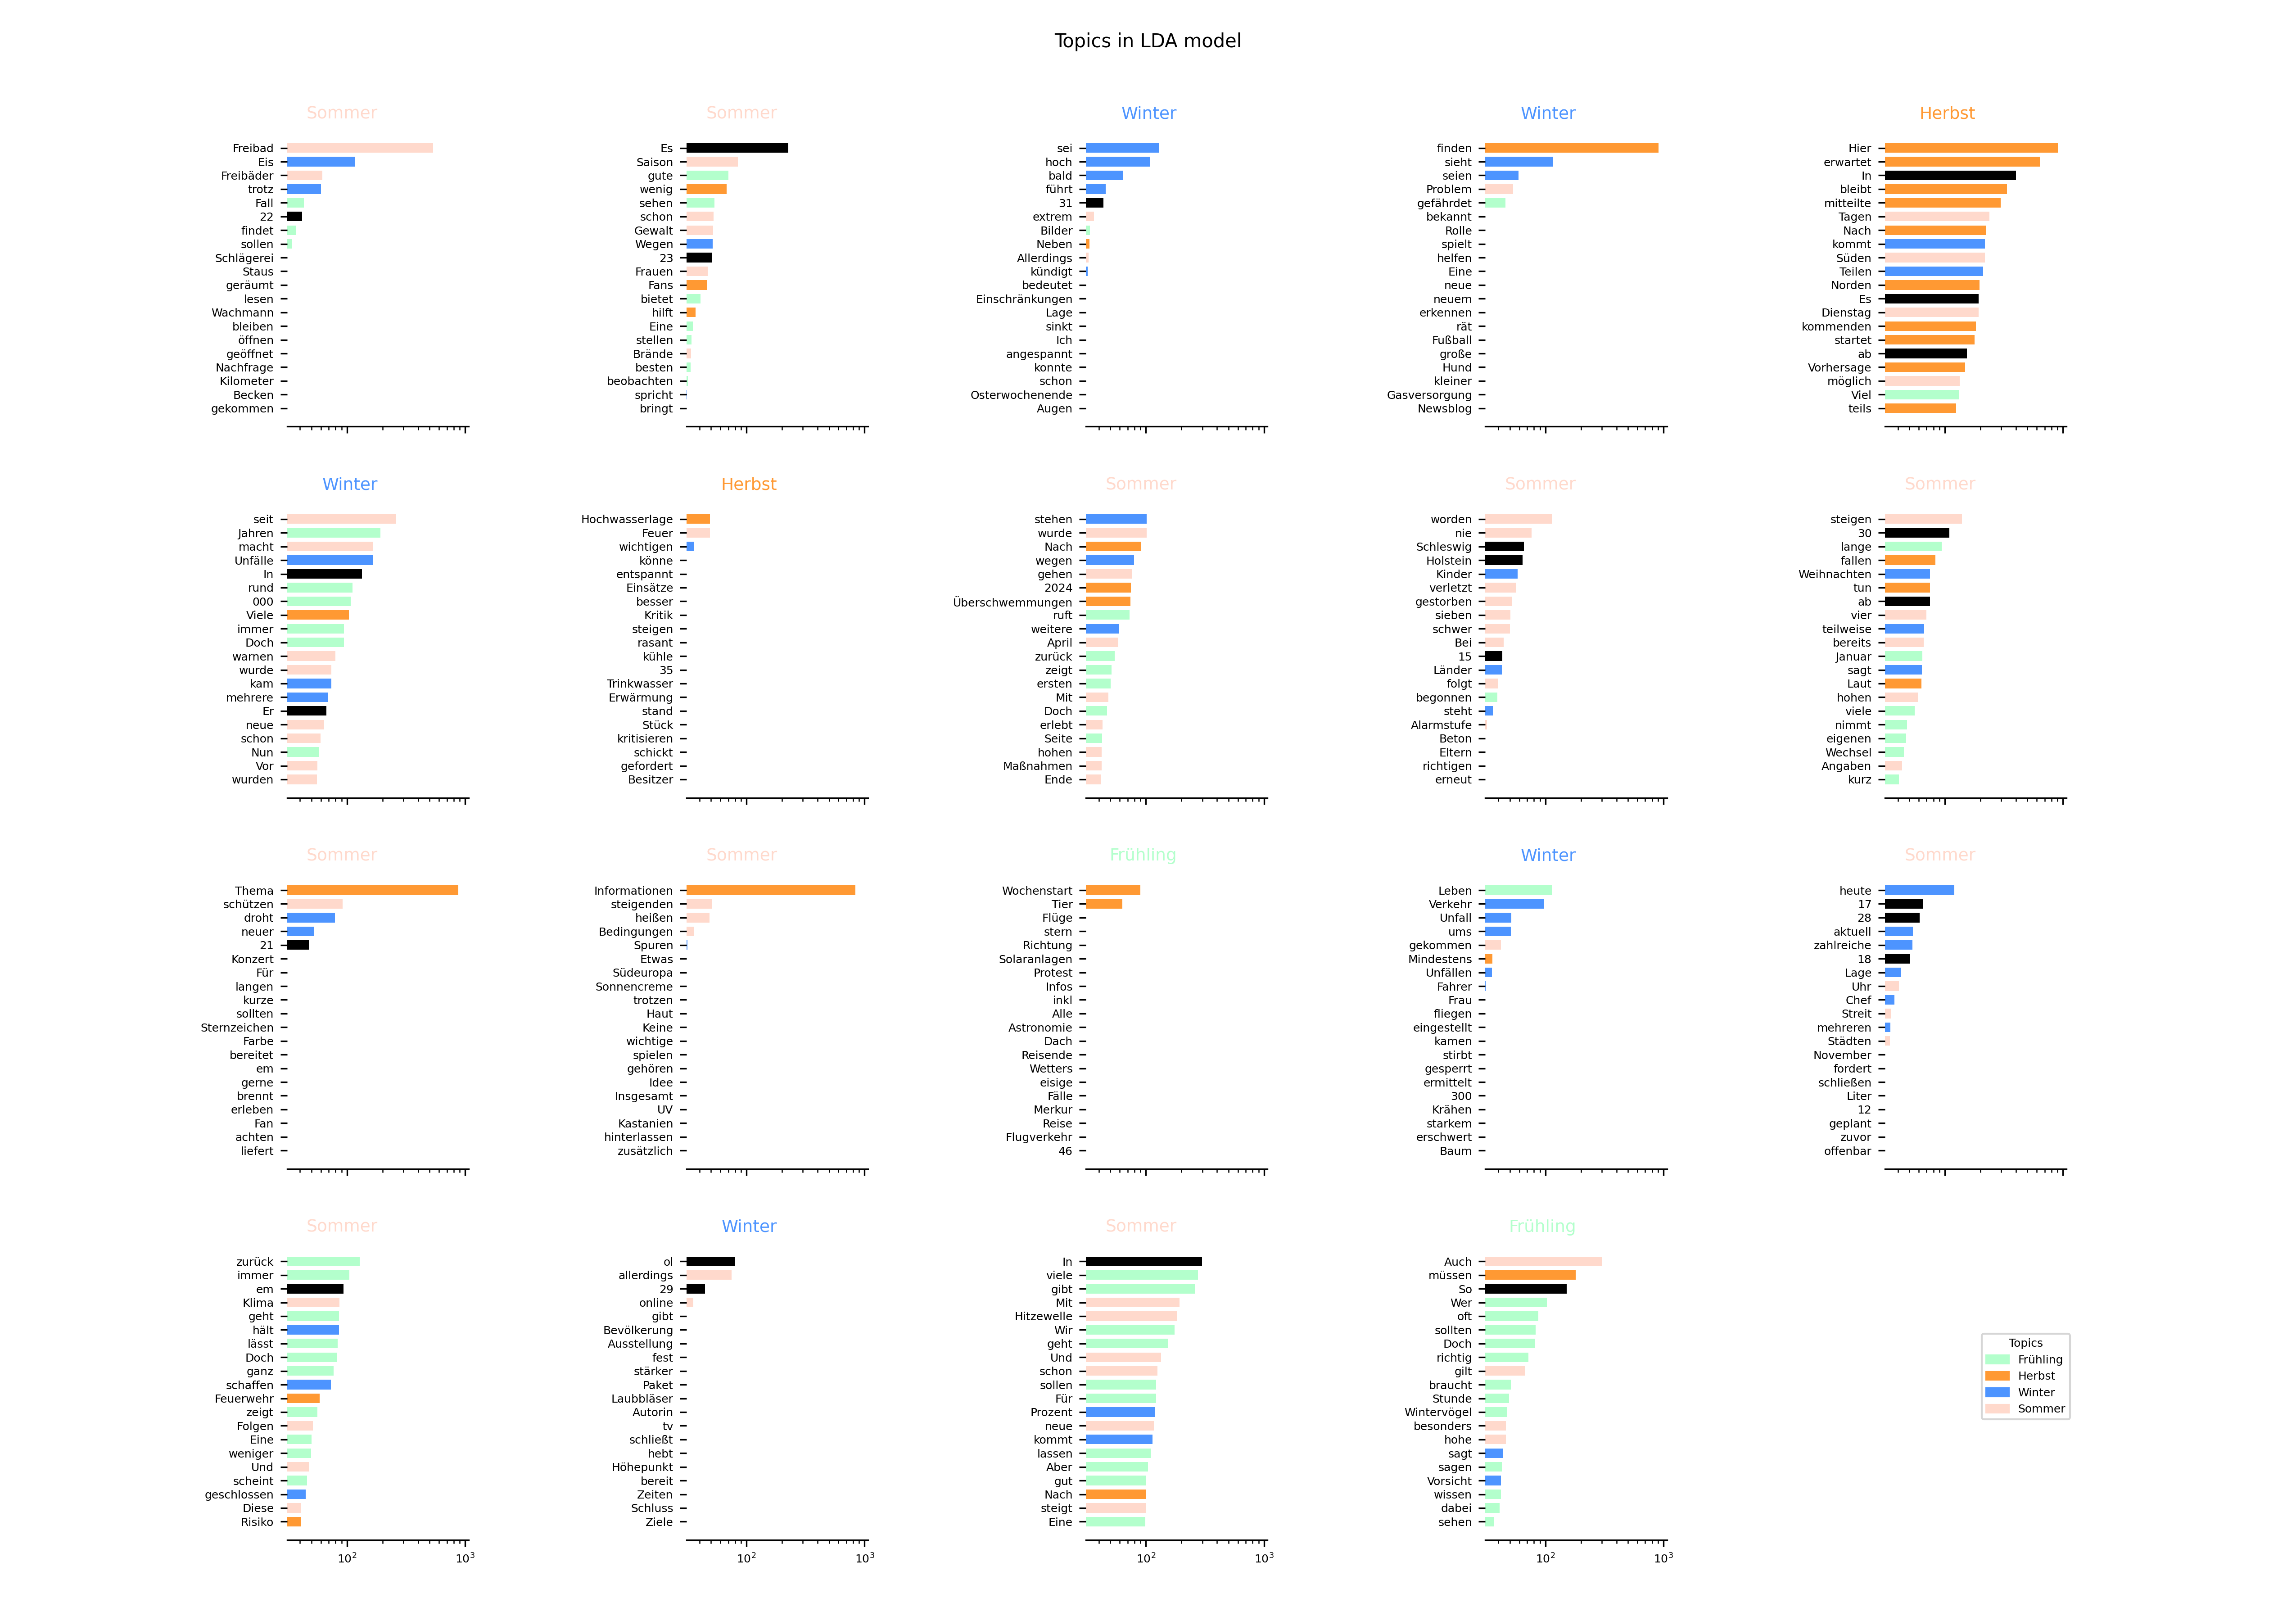 Topics in LDA model
Sommer
Freibad
Eis
Freibäder
trotz
Fall
22
findet
sollen
Schlägerei
Staus
geräumt
lesen
Wachmann
bleiben
öffnen
geöffnet
Nachfrage
Kilometer
Becken
gekommen
Sommer
Es
Saison
gute
wenig
sehen
schon
Gewalt
Wegen
23
Frauen
Fans
bietet
hilft
Eine
stellen
Brände
besten
beobachten
spricht
bringt
Winter
sei
hoch
bald
führt
31
extrem
Bilder
Neben
Allerdings
kündigt
bedeutet
Einschränkungen
Lage
sinkt
Ich
angespannt
konnte
schon
Osterwochenende
Augen
Winter
finden
sieht
seien
Problem
gefährdet
bekannt
Rolle
spielt
helfen
Eine
neue
neuem
erkennen
rät
Fußball
große
Hund
kleiner
Gasversorgung
Newsblog
Herbst
Hier
erwartet
In
bleibt
mitteilte
Tagen
Nach
kommt
Süden
Teilen
Norden
Es
Dienstag
kommenden
startet
ab
Vorhersage
möglich
Viel
teils
Winter
seit
Jahren
macht
Unfälle
In
rund
000
Viele
immer
Doch
warnen
wurde
kam
mehrere
Er
neue
schon
Nun
Vor
wurden
Herbst
Hochwasserlage
Feuer
wichtigen
könne
entspannt
Einsätze
besser
Kritik
steigen
rasant
kühle
35
Trinkwasser
Erwärmung
stand
Stück
kritisieren
schickt
gefordert
Besitzer
Sommer
stehen
wurde
Nach
wegen
gehen
2024
Überschwemmungen
ruft
weitere
April
zurück
zeigt
ersten
Mit
Doch
erlebt
Seite
hohen
Maßnahmen
Ende
Sommer
worden
nie
Schleswig
Holstein
Kinder
verletzt
gestorben
sieben
schwer
Bei
15
Länder
folgt
begonnen
steht
Alarmstufe
Beton
Eltern
richtigen
erneut
Sommer
steigen
30
lange
fallen
Weihnachten
tun
ab
vier
teilweise
bereits
Januar
sagt
Laut
hohen
viele
nimmt
eigenen
Wechsel
Angaben
kurz
Sommer
Thema
schützen
droht
neuer
21
Konzert
Für
langen
kurze
sollten
Sternzeichen
Farbe
bereitet
em
gerne
brennt
erleben
Fan
achten
liefert
Sommer
Informationen
steigenden
heißen
Bedingungen
Spuren
Etwas
Südeuropa
Sonnencreme
trotzen
Haut
Keine
wichtige
spielen
gehören
Idee
Insgesamt
UV
Kastanien
hinterlassen
zusätzlich
Frühling
Wochenstart
Tier
Flüge
stern
Richtung
Solaranlagen
Protest
Infos
inkl
Alle
Astronomie
Dach
Reisende
Wetters
eisige
Fälle
Merkur
Reise
Flugverkehr
46
Winter
Leben
Verkehr
Unfall
ums
gekommen
Mindestens
Unfällen
Fahrer
Frau
fliegen
eingestellt
kamen
stirbt
gesperrt
ermittelt
300
Krähen
starkem
erschwert
Baum
Sommer
heute
17
28
aktuell
zahlreiche
18
Lage
Uhr
Chef
Streit
mehreren
Städten
November
fordert
schließen
Liter
12
geplant
zuvor
offenbar
Sommer
zurück
immer
em
Klima
geht
hält
lässt
Doch
ganz
schaffen
Feuerwehr
zeigt
Folgen
Eine
weniger
Und
scheint
geschlossen
Diese
Risiko
10² 10³
Winter
ol
allerdings
29
online
gibt
Bevölkerung
Ausstellung
fest
stärker
Paket
Laubbläser
Autorin
tv
schließt
hebt
Höhepunkt
bereit
Zeiten
Schluss
Ziele
10² 10³
Sommer
In
viele
gibt
Mit
Hitzewelle
Wir
geht
Und
schon
sollen
Für
Prozent
neue
kommt
lassen
Aber
gut
Nach
steigt
Eine
10² 10³
Frühling
Auch
müssen
So
Wer
oft
sollten
Doch
richtig
gilt
braucht
Stunde
Wintervögel
besonders
hohe
sagt
sagen
Vorsicht
wissen
dabei
sehen
10² 10³
Topics
Frühling
Herbst
Winter
Sommer